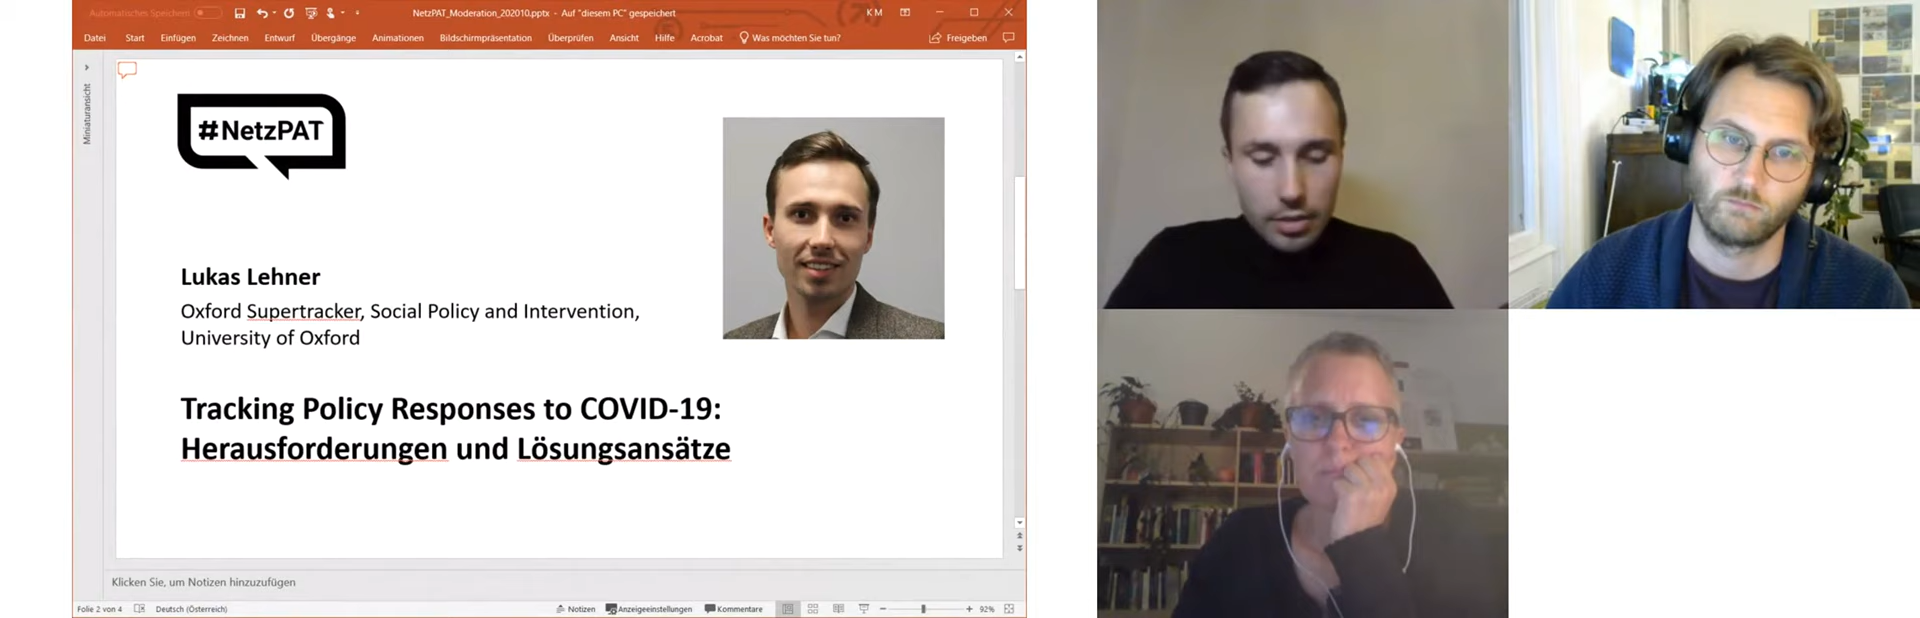 Automatisches Speichern
NetzPAT_Moderation_202010.pptx - Auf "diesem PC" gespeichert
K M
Datei Start Einfügen Zeichnen Entwurf Übergänge Animationen Bildschirmpräsentation Überprüfen Ansicht Hilfe Acrobat Was möchten Sie tun? Freigeben
Miniaturansicht
#NetzPAT
Lukas Lehner
Oxford Supertracker, Social Policy and Intervention,
University of Oxford
Tracking Policy Responses to COVID-19:
Herausforderungen und Lösungsansätze
Klicken Sie, um Notizen hinzuzufügen
Folie 2 von 4 Deutsch (Österreich) Notizen Anzeigeeinstellungen Kommentare 92%